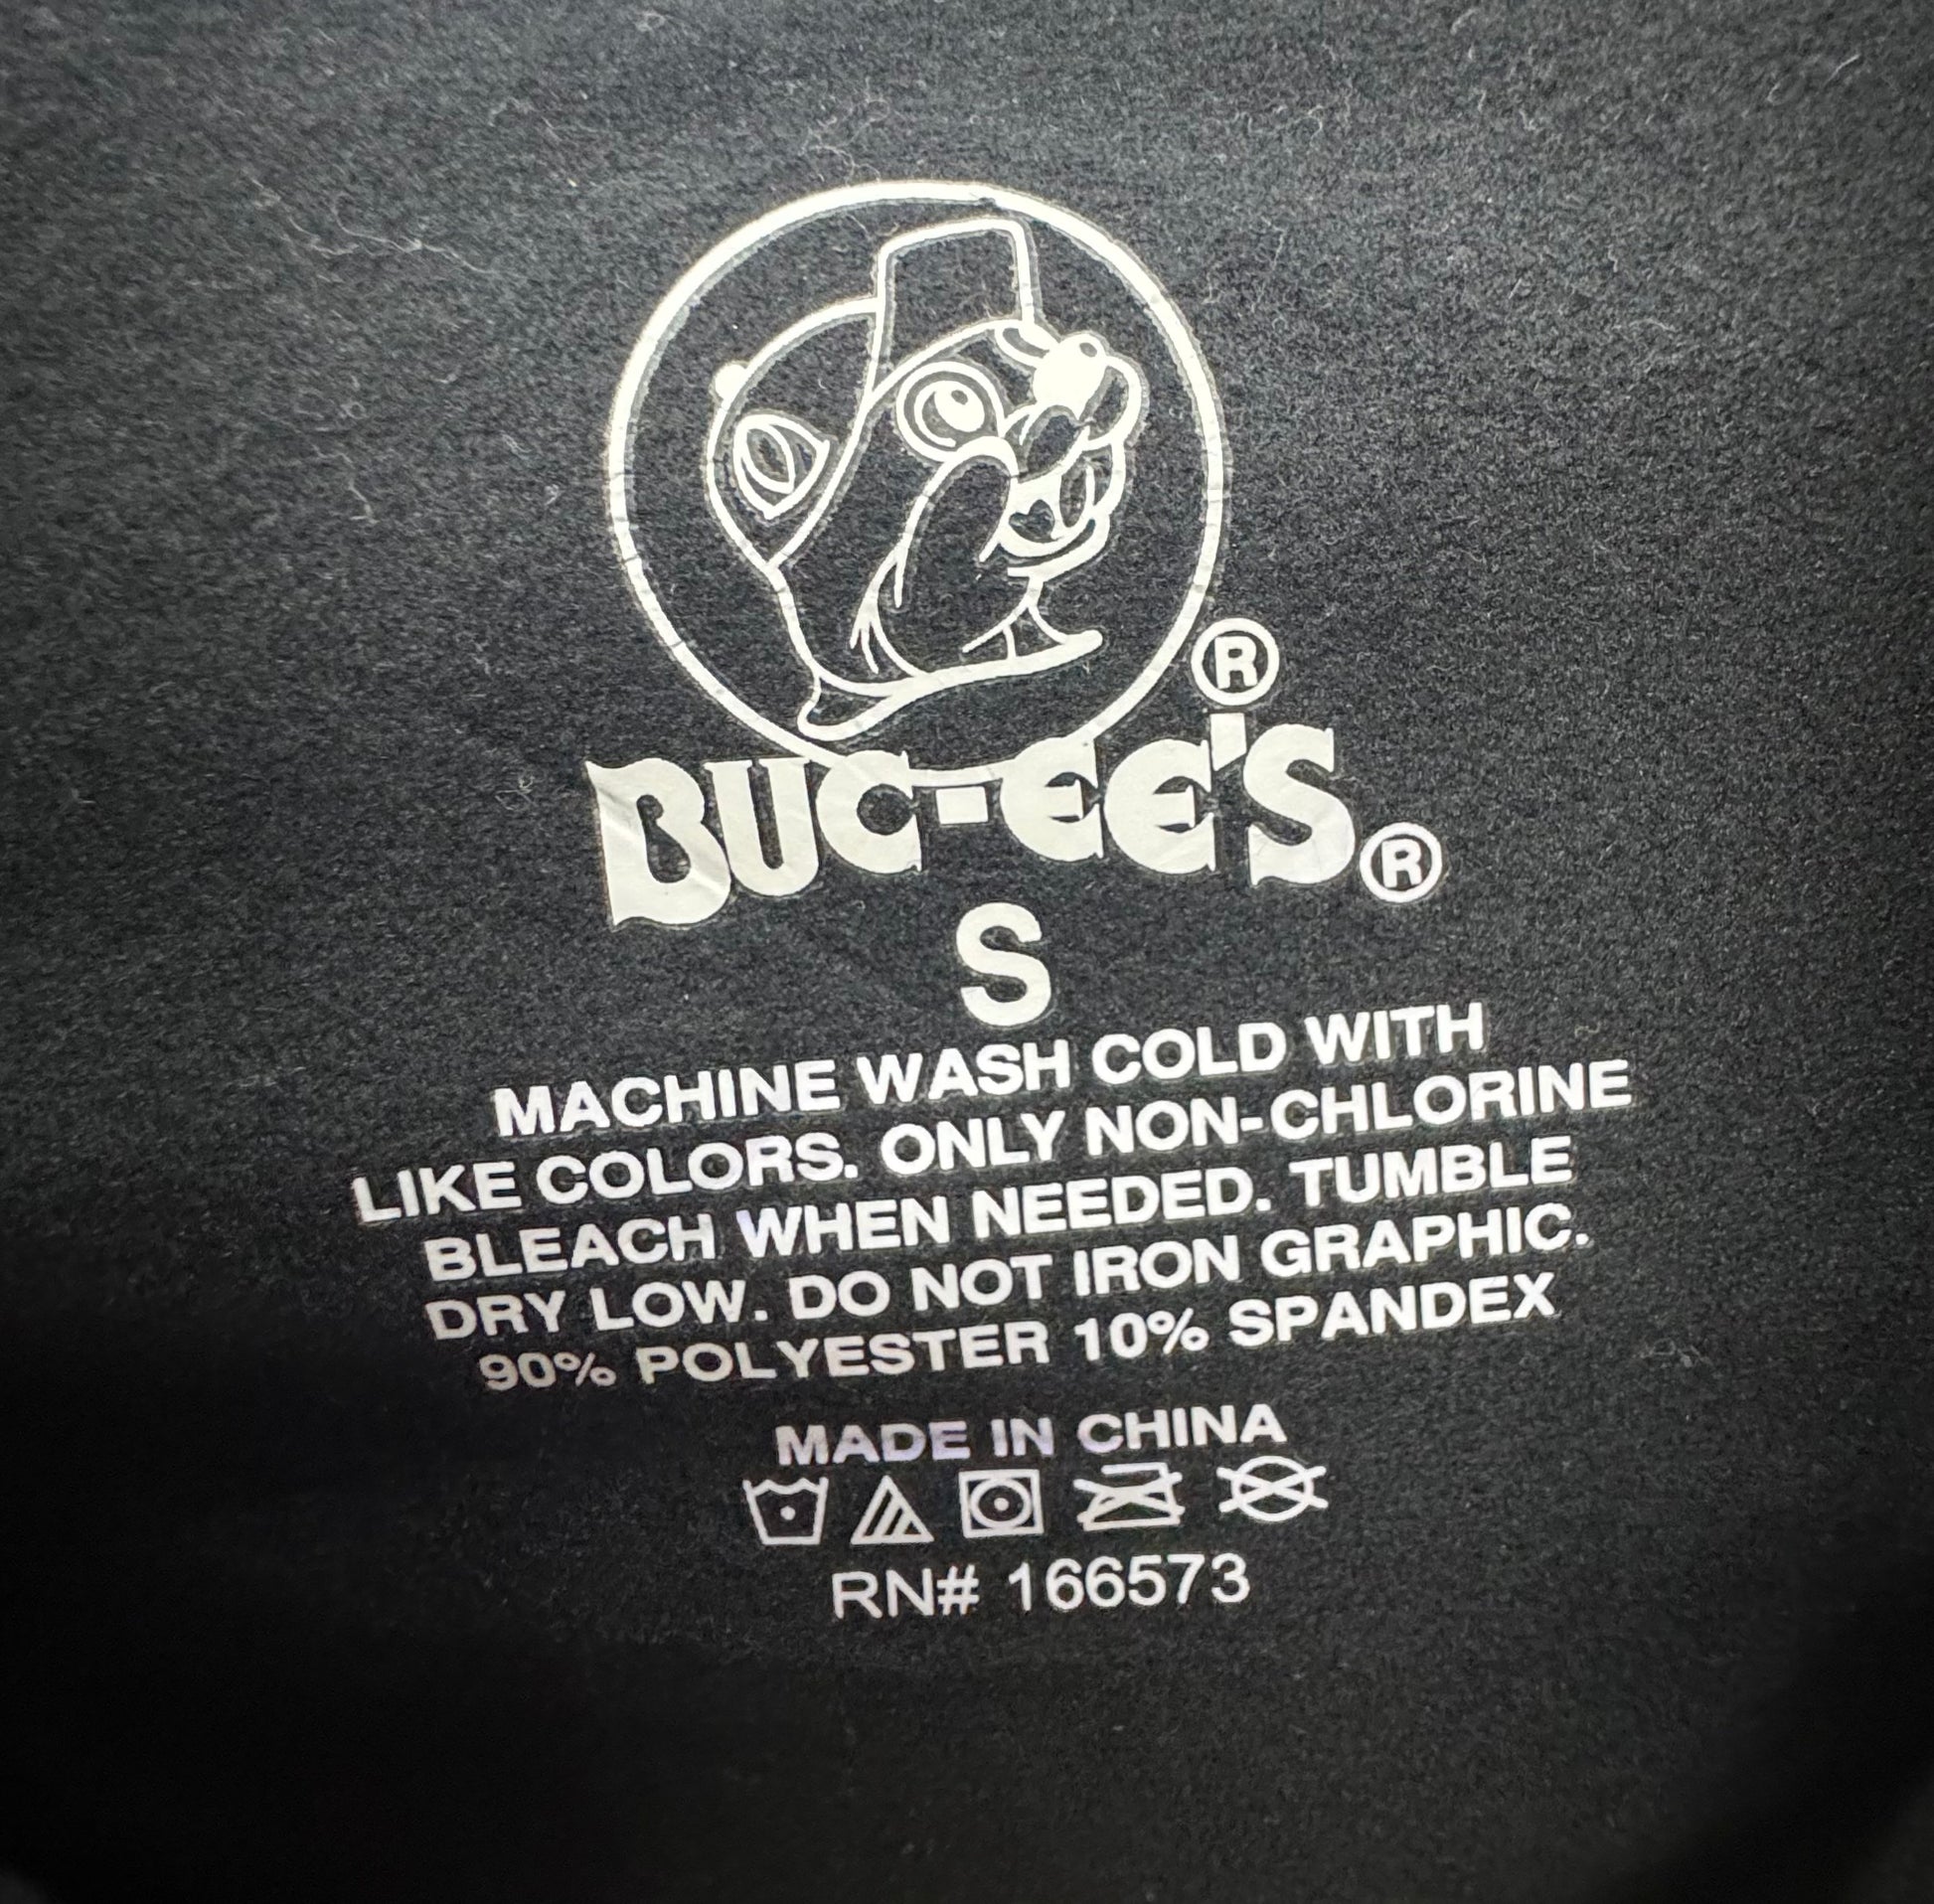 ®
BUC-EE'S®
S
MACHINE WASH COLD WITH
LIKE COLORS. ONLY NON-CHLORINE
BLEACH WHEN NEEDED. TUMBLE
DRY LOW. DO NOT IRON GRAPHIC.
90% POLYESTER 10% SPANDEX
MADE IN CHINA
RN# 166573